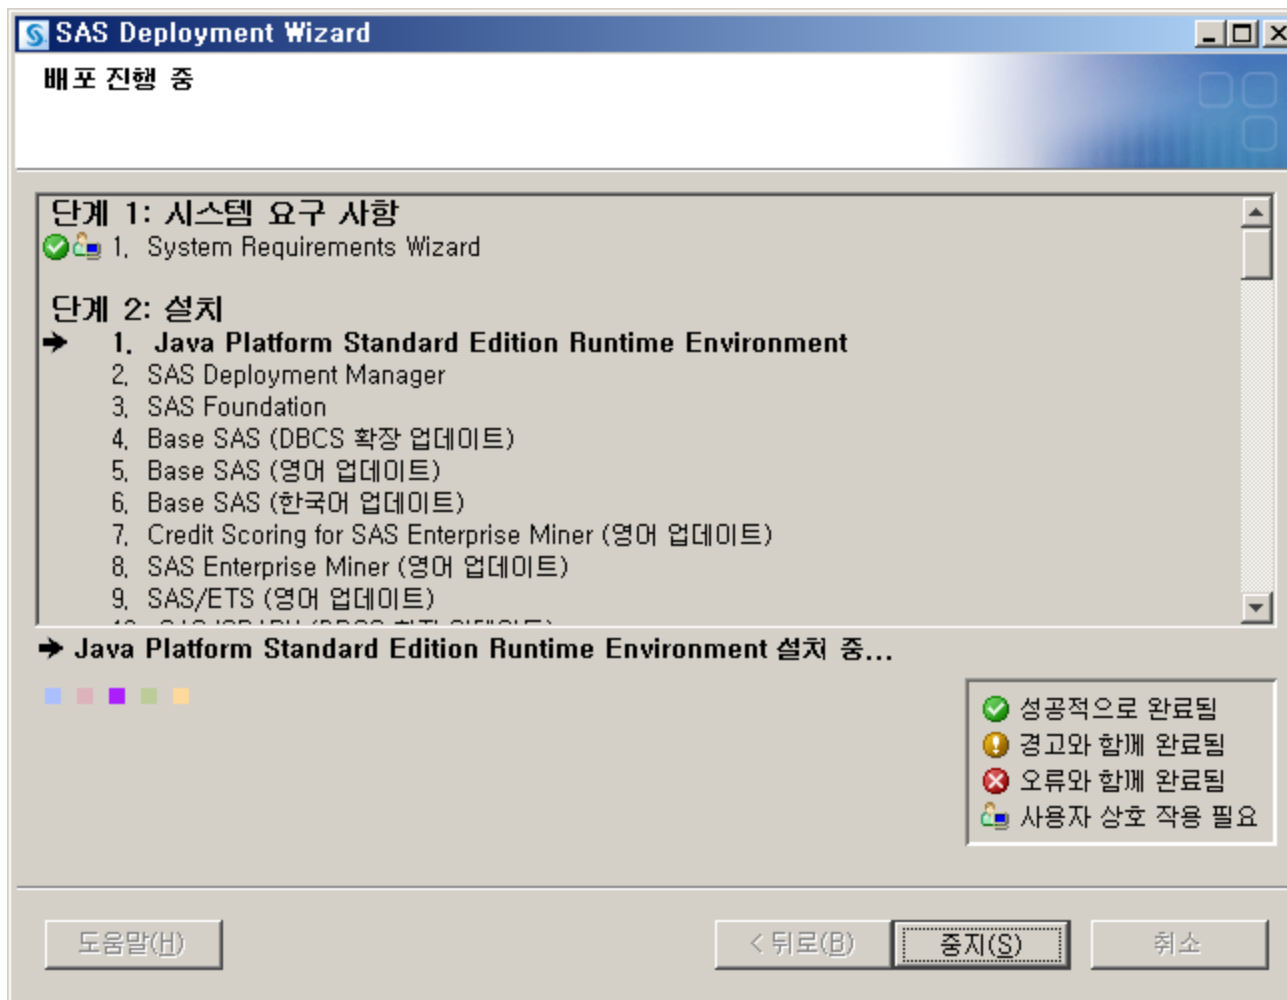 SAS Deployment Wizard
배포 진행 중
단계 1: 시스템 요구 사항
1. System Requirements Wizard
단계 2: 설치
1. Java Platform Standard Edition Runtime Environment
2. SAS Deployment Manager
3. SAS Foundation
4. Base SAS (DBCS 확장 업데이트)
5. Base SAS (영어 업데이트)
6. Base SAS (한국어 업데이트)
7. Credit Scoring for SAS Enterprise Miner (영어 업데이트)
8. SAS Enterprise Miner (영어 업데이트)
9. SAS/ETS (영어 업데이트)
Java Platform Standard Edition Runtime Environment 설치 중...
성공적으로 완료됨
경고와 함께 완료됨
오류와 함께 완료됨
사용자 상호 작용 필요
도움말(H) < 뒤로(B) 중지(S) 취소